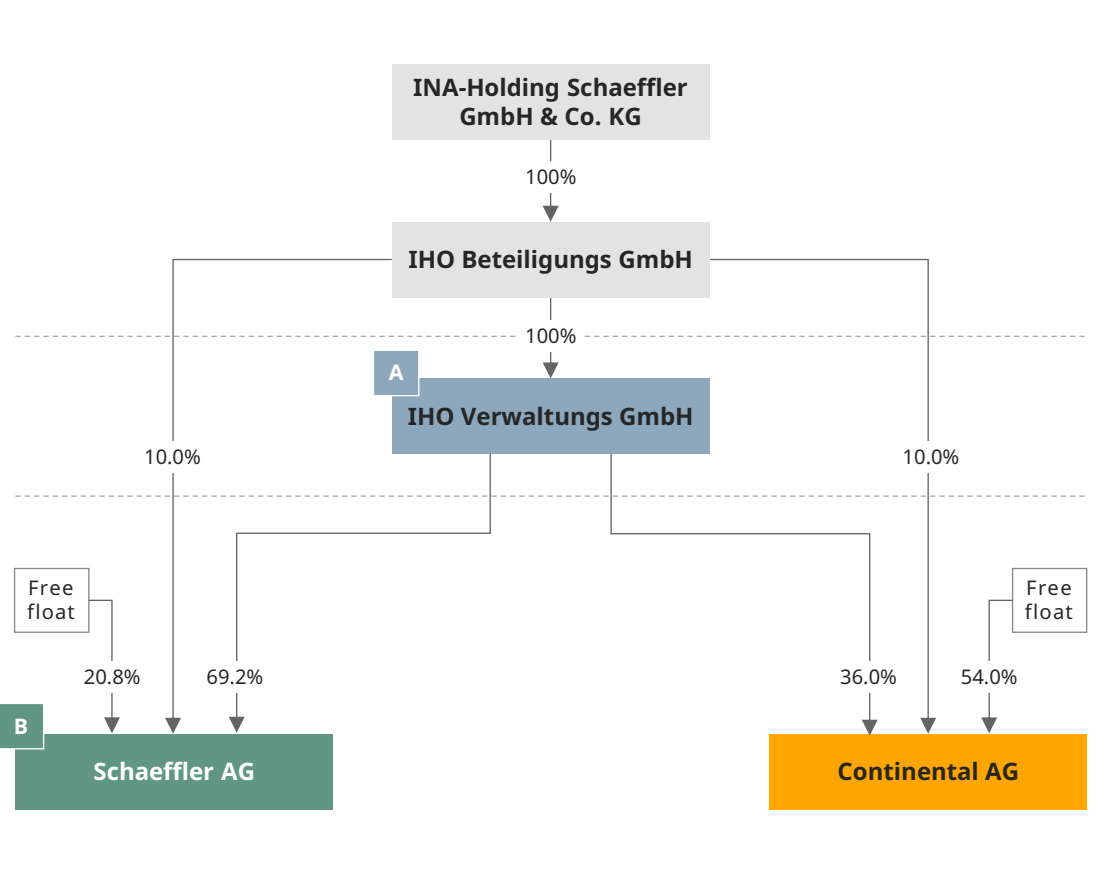 INA-Holding Schaeffler
GmbH & Co. KG
100%
IHO Beteiligungs GmbH
100%
A
IHO Verwaltungs GmbH
10.0%
10.0%
Free
float
Free
float
20.8%
69.2%
36.0%
54.0%
B
Schaeffler AG
Continental AG